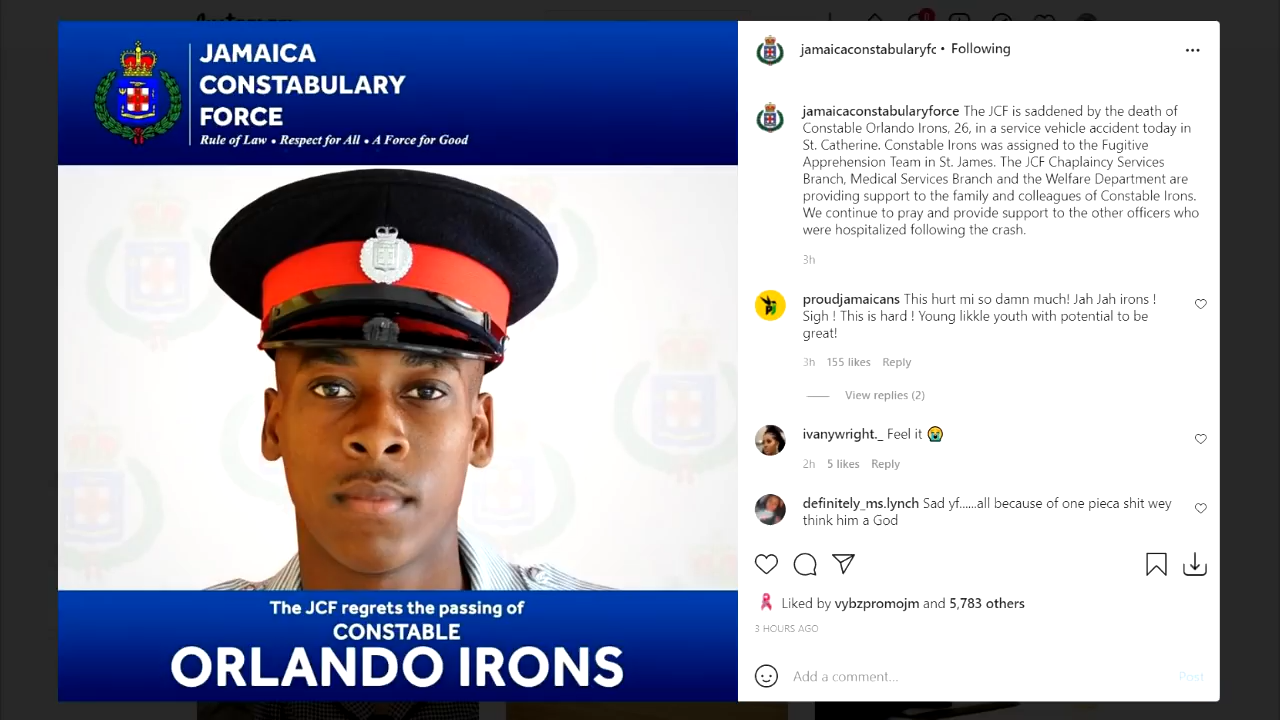 JAMAICA
CONSTABULARY
FORCE
Rule of Law • Respect for All • A Force for Good
The JCF regrets the passing of
CONSTABLE
ORLANDO IRONS
jamaicaconstabularyfc • Following
jamaicaconstabularyforce The JCF is saddened by the death of
Constable Orlando Irons, 26, in a service vehicle accident today in
St. Catherine. Constable Irons was assigned to the Fugitive
Apprehension Team in St. James. The JCF Chaplaincy Services
Branch, Medical Services Branch and the Welfare Department are
providing support to the family and colleagues of Constable Irons.
We continue to pray and provide support to the other officers who
were hospitalized following the crash.
3h
proudjamaicans This hurt mi so damn much! Jah Jah irons !
Sigh ! This is hard ! Young likkle youth with potential to be
great!
3h 155 likes Reply
View replies (2)
ivanywright._ Feel it 😭
2h 5 likes Reply
definitely_ms.lynch Sad yf......all because of one pieca shit wey
think him a God
Liked by vybzpromojm and 5,783 others
3 HOURS AGO
Add a comment...
Post